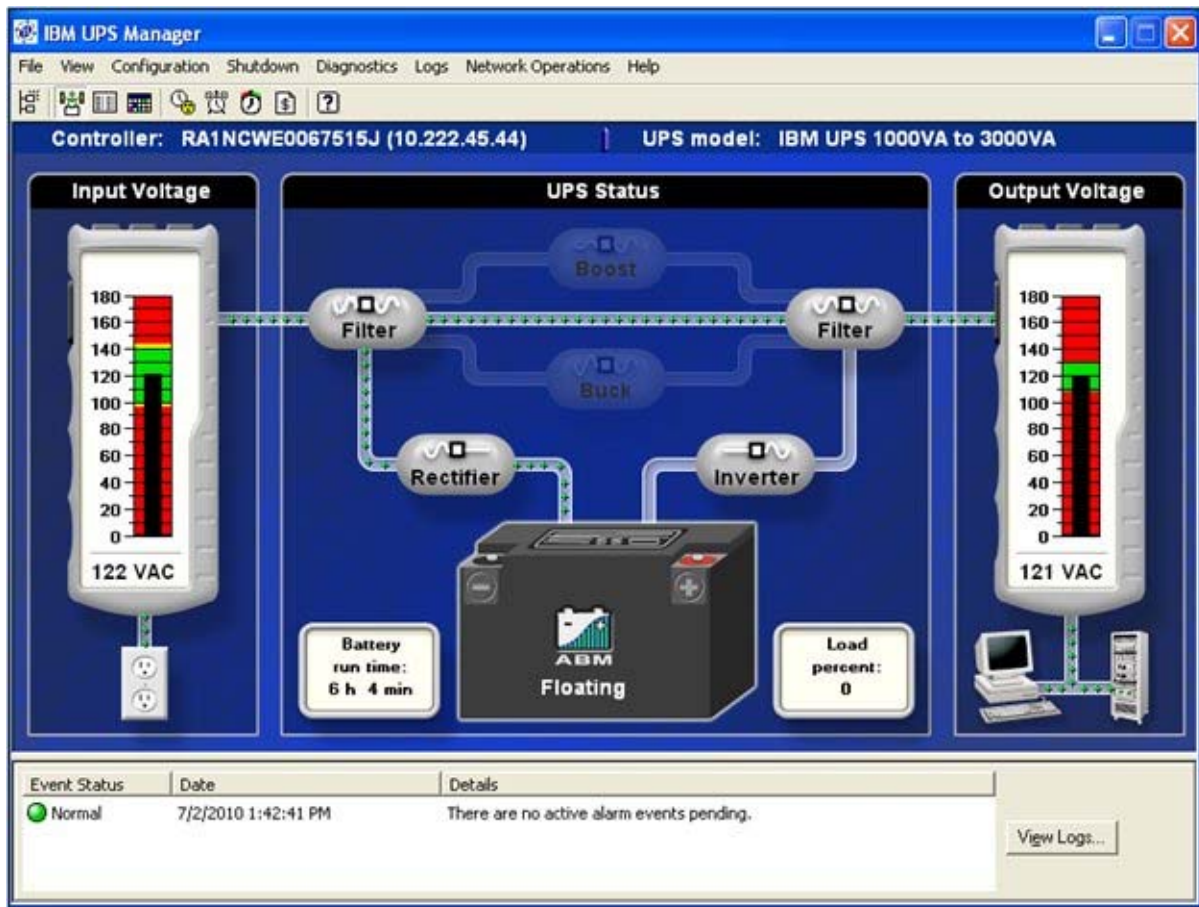 IBM UPS Manager
File View Configuration Shutdown Diagnostics Logs Network Operations Help
Controller: RA1NCWE0067515J (10.222.45.44) UPS model: IBM UPS 1000VA to 3000VA
Input Voltage
180
160
140
120
100
80
60
40
20
0
122 VAC
UPS Status
Boost
Filter
Filter
Buck
Rectifier
Inverter
ABM
Floating
Battery
run time:
6 h 4 min
Load
percent:
0
Output Voltage
180
160
140
120
100
80
60
40
20
0
121 VAC
Event Status Date Details
Normal 7/2/2010 1:42:41 PM There are no active alarm events pending.
View Logs...